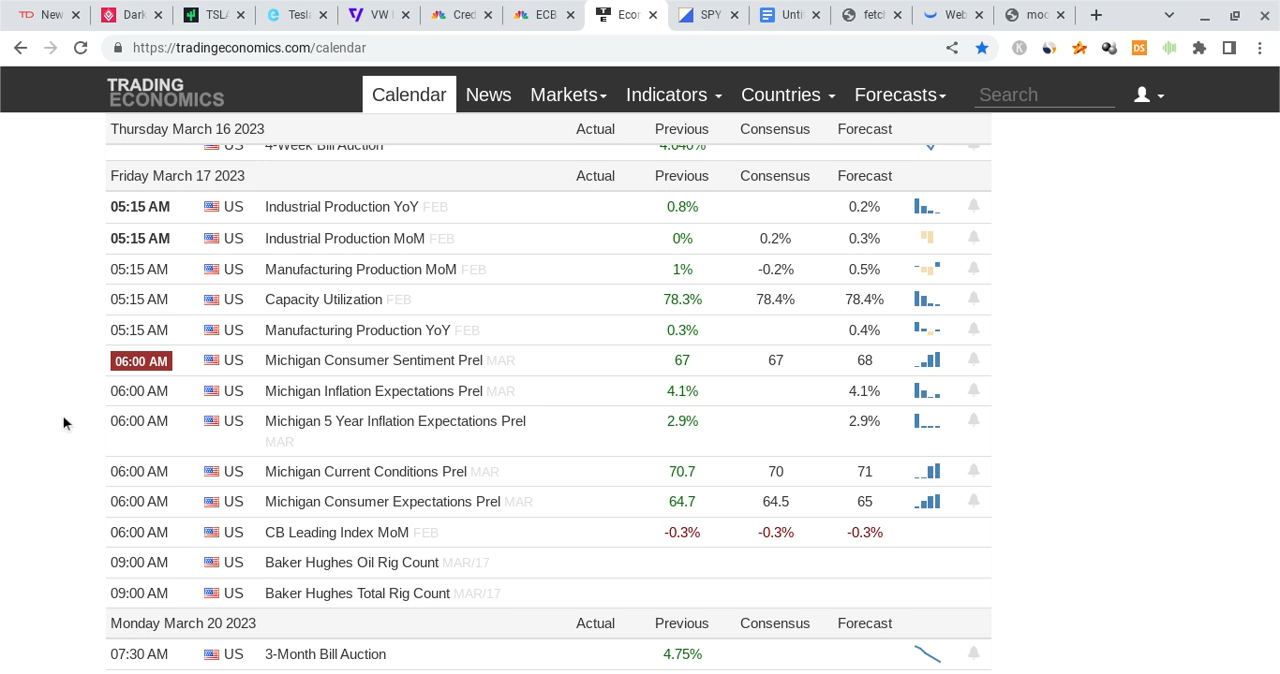 New Dark TSLA Tesla VW Cred ECB Econ SPY Unti fetch Web moc
https://tradingeconomics.com/calendar
K DS
TRADING
ECONOMICS
Calendar News Markets Indicators Countries Forecasts Search
Thursday March 16 2023 Actual Previous Consensus Forecast
US 4-Week Bill Auction 4.640%
Friday March 17 2023 Actual Previous Consensus Forecast
05:15 AM US Industrial Production YoY FEB 0.8% 0.2%
05:15 AM US Industrial Production MoM FEB 0% 0.2% 0.3%
05:15 AM US Manufacturing Production MoM FEB 1% -0.2% 0.5%
05:15 AM US Capacity Utilization FEB 78.3% 78.4% 78.4%
05:15 AM US Manufacturing Production YoY FEB 0.3% 0.4%
06:00 AM US Michigan Consumer Sentiment Prel MAR 67 67 68
06:00 AM US Michigan Inflation Expectations Prel MAR 4.1% 4.1%
06:00 AM US Michigan 5 Year Inflation Expectations Prel 2.9% 2.9%
MAR
06:00 AM US Michigan Current Conditions Prel MAR 70.7 70 71
06:00 AM US Michigan Consumer Expectations Prel MAR 64.7 64.5 65
06:00 AM US CB Leading Index MoM FEB -0.3% -0.3% -0.3%
09:00 AM US Baker Hughes Oil Rig Count MAR/17
09:00 AM US Baker Hughes Total Rig Count MAR/17
Monday March 20 2023 Actual Previous Consensus Forecast
07:30 AM US 3-Month Bill Auction 4.75%